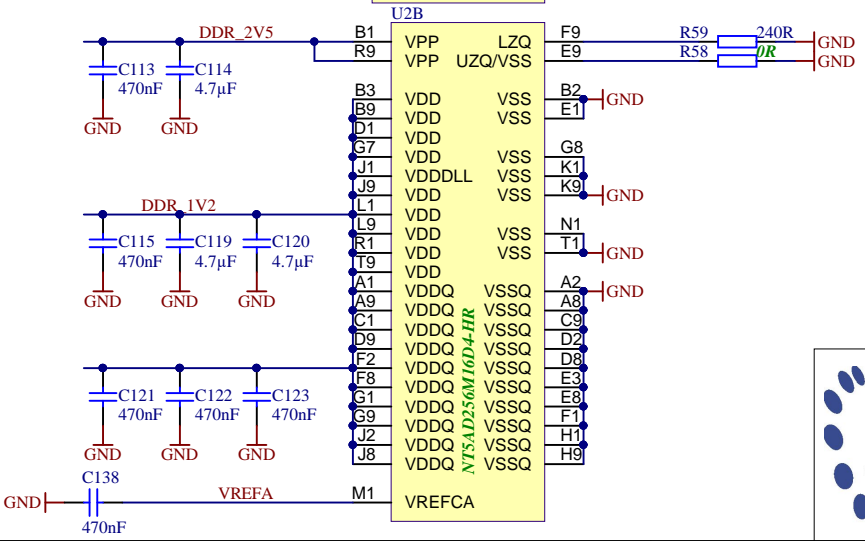 U2B
DDR_2V5 B1 VPP LZQ F9 R59 240R GND
R9 VPP UZQ/VSS E9 R58 0R GND
C113 C114
470nF 4.7µF
GND GND
B3 VDD VSS B2 GND
B9 VDD VSS E1
D1 VDD
G7 VDD VSS G8
J1 VDDDLL VSS K1
J9 VDD VSS K9 GND
DDR_1V2 L1 VDD
L9 VDD VSS N1
R1 VDD VSS T1 GND
T9 VDD
C115 C119 C120
470nF 4.7µF 4.7µF
GND GND GND
A1 VDDQ VSSQ A2 GND
A9 VDDQ VSSQ A8
C1 VDDQ VSSQ C9
D9 VDDQ VSSQ D2
F2 VDDQ VSSQ D8
F8 VDDQ VSSQ E3
G1 VDDQ VSSQ E8
G9 VDDQ VSSQ F1
J2 VDDQ VSSQ H1
J8 VDDQ VSSQ H9
NT5AD256M16D4-HR
C121 C122 C123
470nF 470nF 470nF
GND GND GND
C138
GND VREFA M1 VREFCA
470nF